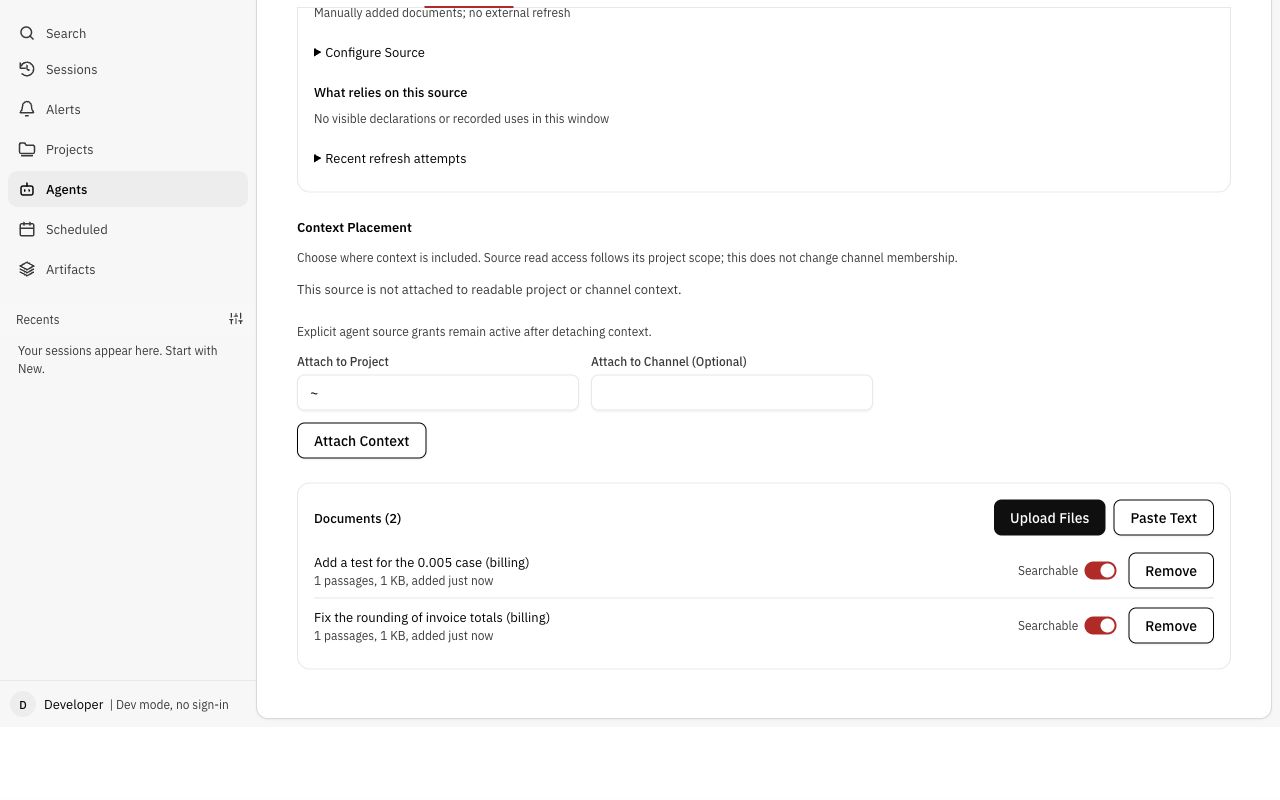 Search
Sessions
Alerts
Projects
Agents
Scheduled
Artifacts
Recents
Your sessions appear here. Start with
New.
D Developer | Dev mode, no sign-in
Manually added documents; no external refresh
Configure Source
What relies on this source
No visible declarations or recorded uses in this window
Recent refresh attempts
Context Placement
Choose where context is included. Source read access follows its project scope; this does not change channel membership.
This source is not attached to readable project or channel context.
Explicit agent source grants remain active after detaching context.
Attach to Project Attach to Channel (Optional)
~
Attach Context
Documents (2) Upload Files Paste Text
Add a test for the 0.005 case (billing)
1 passages, 1 KB, added just now
Searchable Remove
Fix the rounding of invoice totals (billing)
1 passages, 1 KB, added just now
Searchable Remove